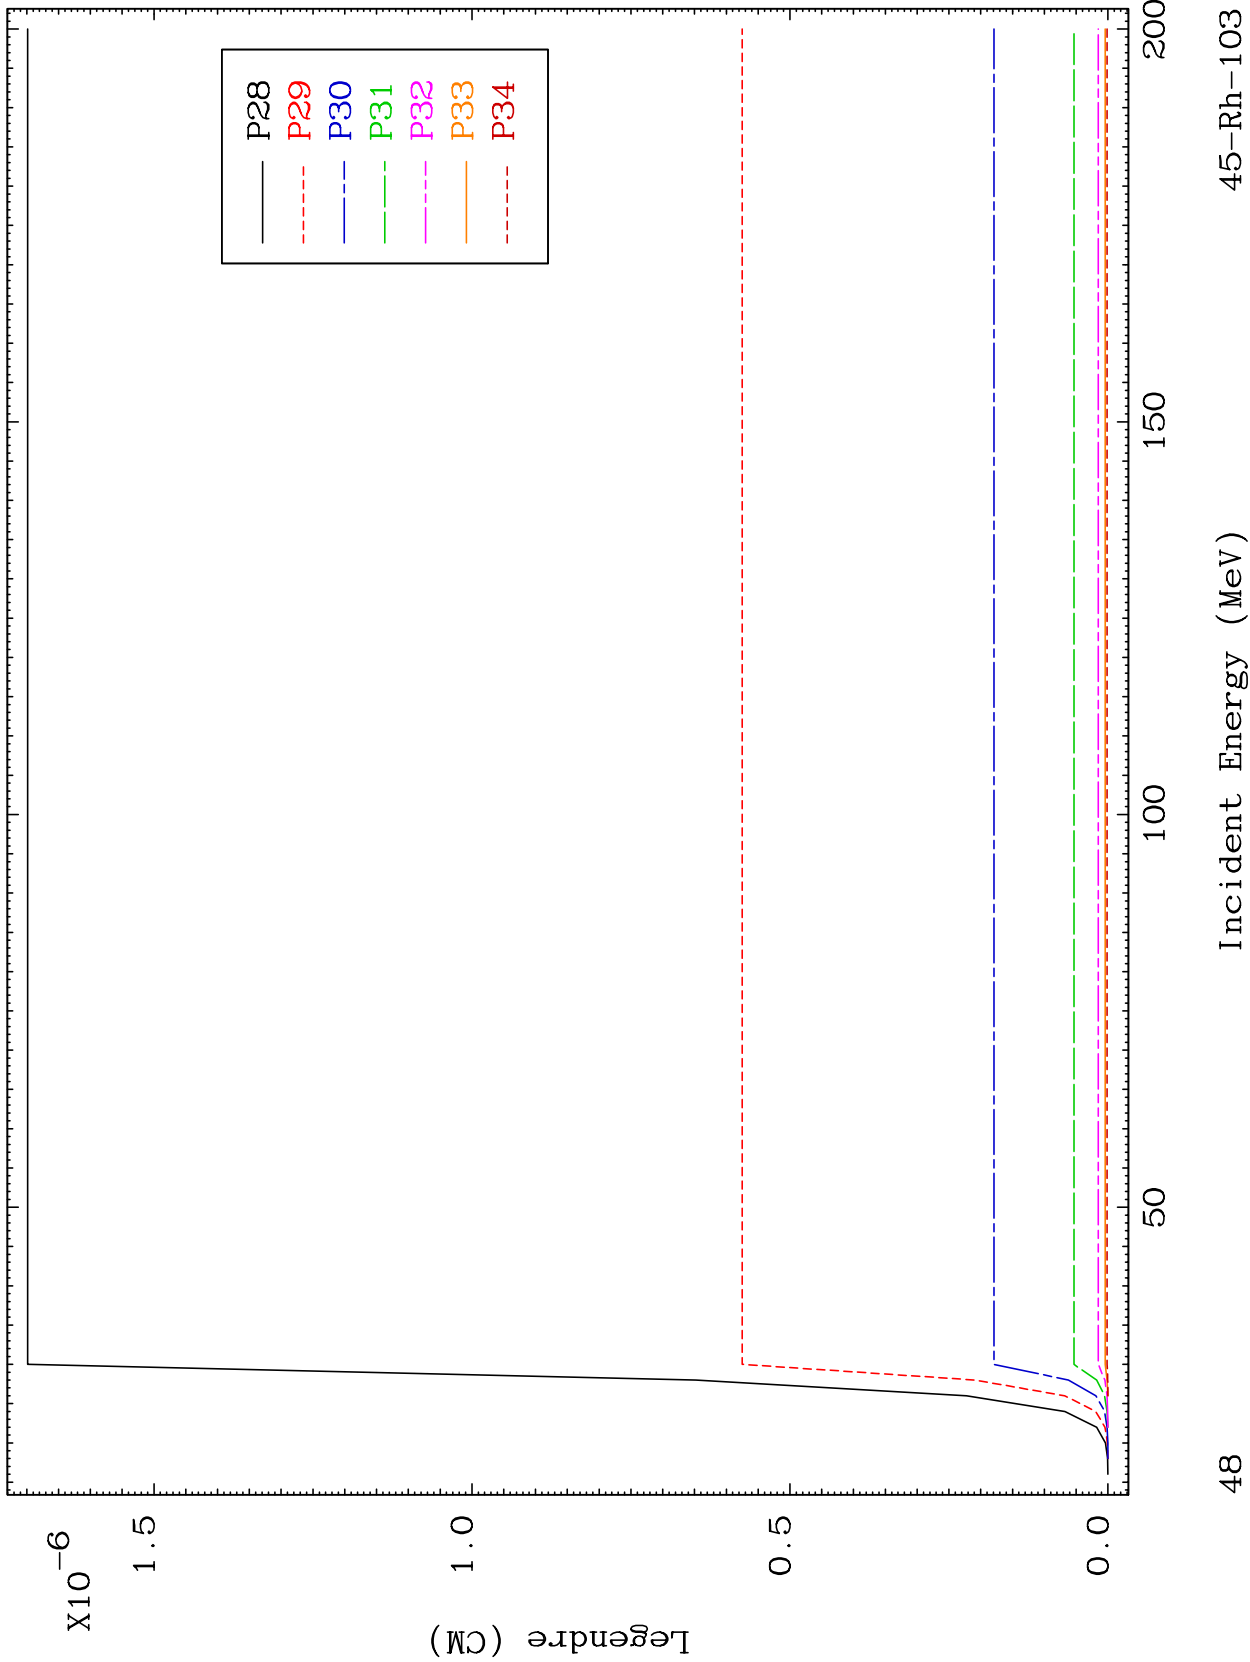 X10-6
Legendre (CM)
1.5
1.0
0.5
0.0
P28
P29
P30
P31
P32
P33
P34
50
100
150
200
Incident Energy (MeV)
48
45-Rh-103